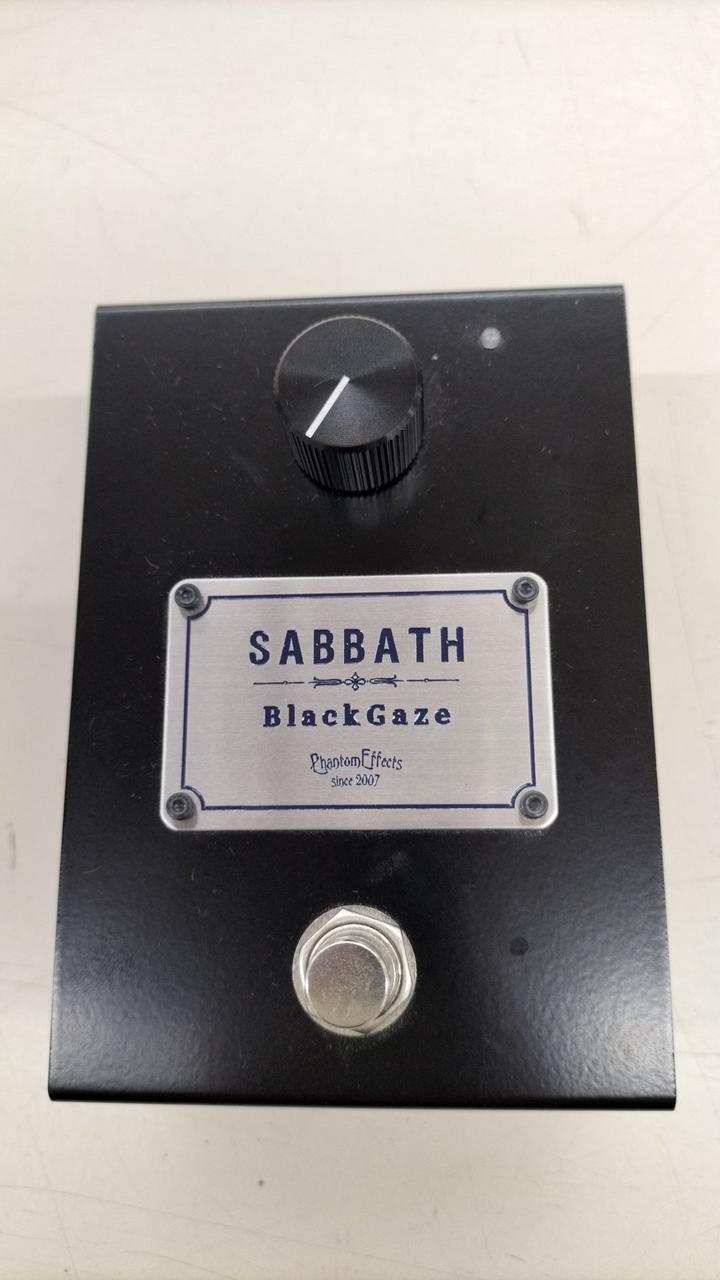 SABBATH
BlackGaze
PhantomEffects
since 2007